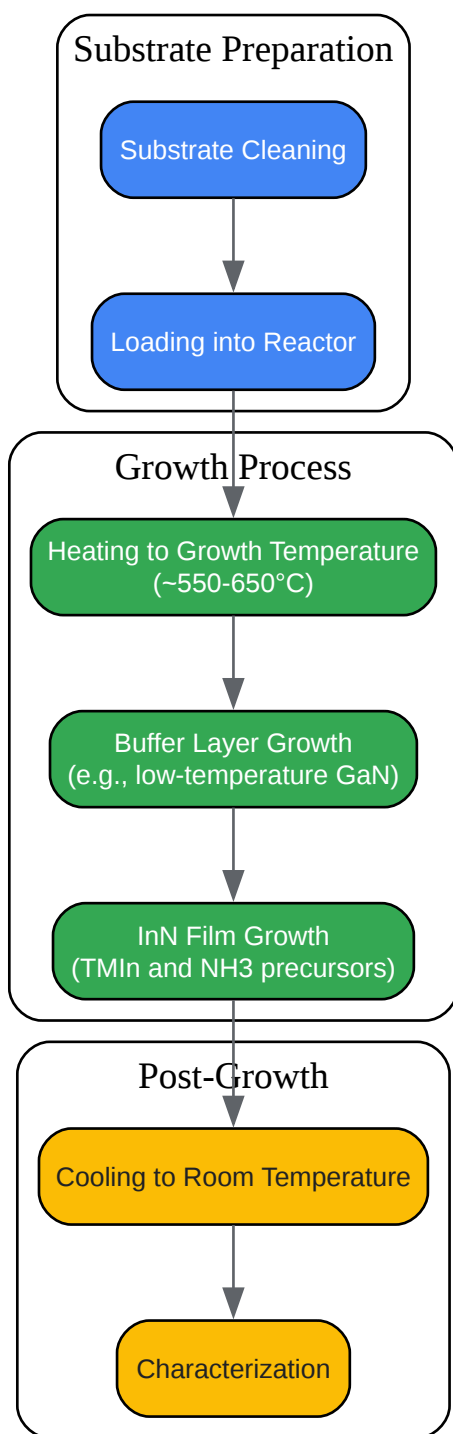 Substrate Preparation
Substrate Cleaning
Loading into Reactor
Growth Process
Heating to Growth Temperature
(~550-650°C)
Buffer Layer Growth
(e.g., low-temperature GaN)
InN Film Growth
(TMIn and NH3 precursors)
Post-Growth
Cooling to Room Temperature
Characterization